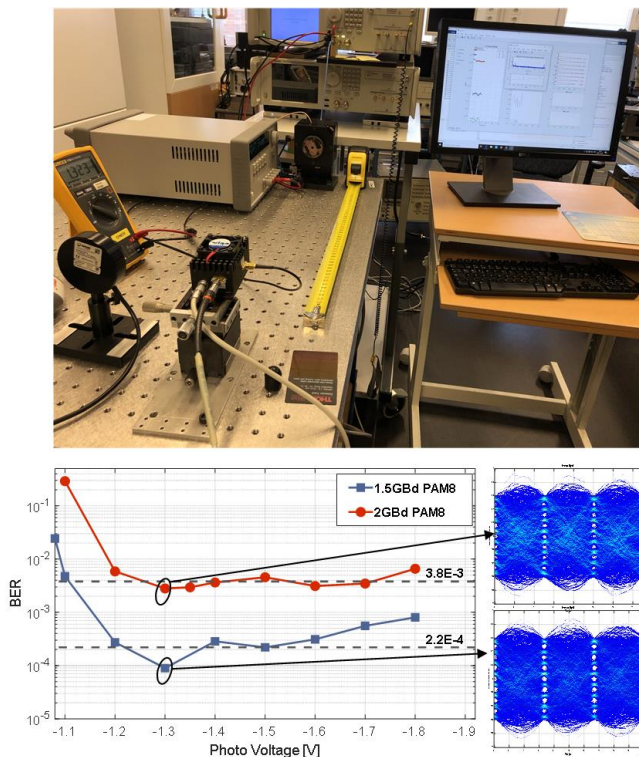 THO
10⁻¹
10⁻²
10⁻³
10⁻⁴
10⁻⁵
BER
1.5GBd PAM8
2GBd PAM8
3.8E-3
2.2E-4
-1.1 -1.2 -1.3 -1.4 -1.5 -1.6 -1.7 -1.8 -1.9
Photo Voltage [V]